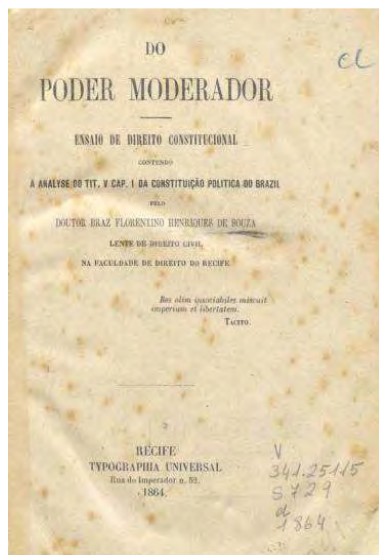 DO
PODER MODERADOR
ENSAIO DE DIREITO CONSTITUCIONAL
CONTENDO
A ANALYSE DO TIT. V CAP. I DA CONSTITUIÇÃO POLITICA DO BRAZIL
PELO
DOUTOR BRAZ FLORENTINO HENRIQUES DE SOUZA
LENTE DE DIREITO CIVIL,
NA FACULDADE DE DIREITO DO RECIFE.
Res olim insociabiles miscuit
imperium et libertatem.
TACITO.
RECIFE
TYPOGRAPHIA UNIVERSAL
Rua do Imperador n. 52.
1864.
V
341.25115
S729
d
1864